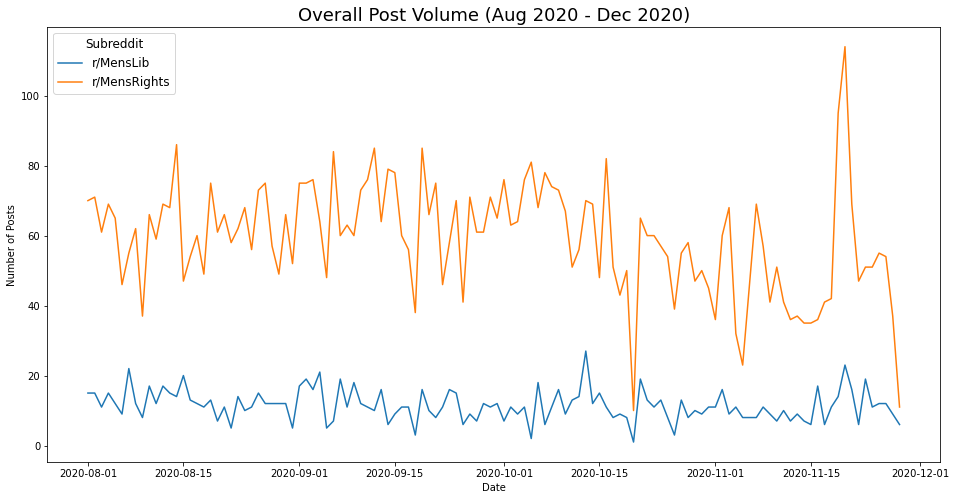 Overall Post Volume (Aug 2020 - Dec 2020)
Subreddit
r/MensLib
r/MensRights
Number of Posts
100
80
60
40
20
0
2020-08-01 2020-08-15 2020-09-01 2020-09-15 2020-10-01 2020-10-15 2020-11-01 2020-11-15 2020-12-01
Date